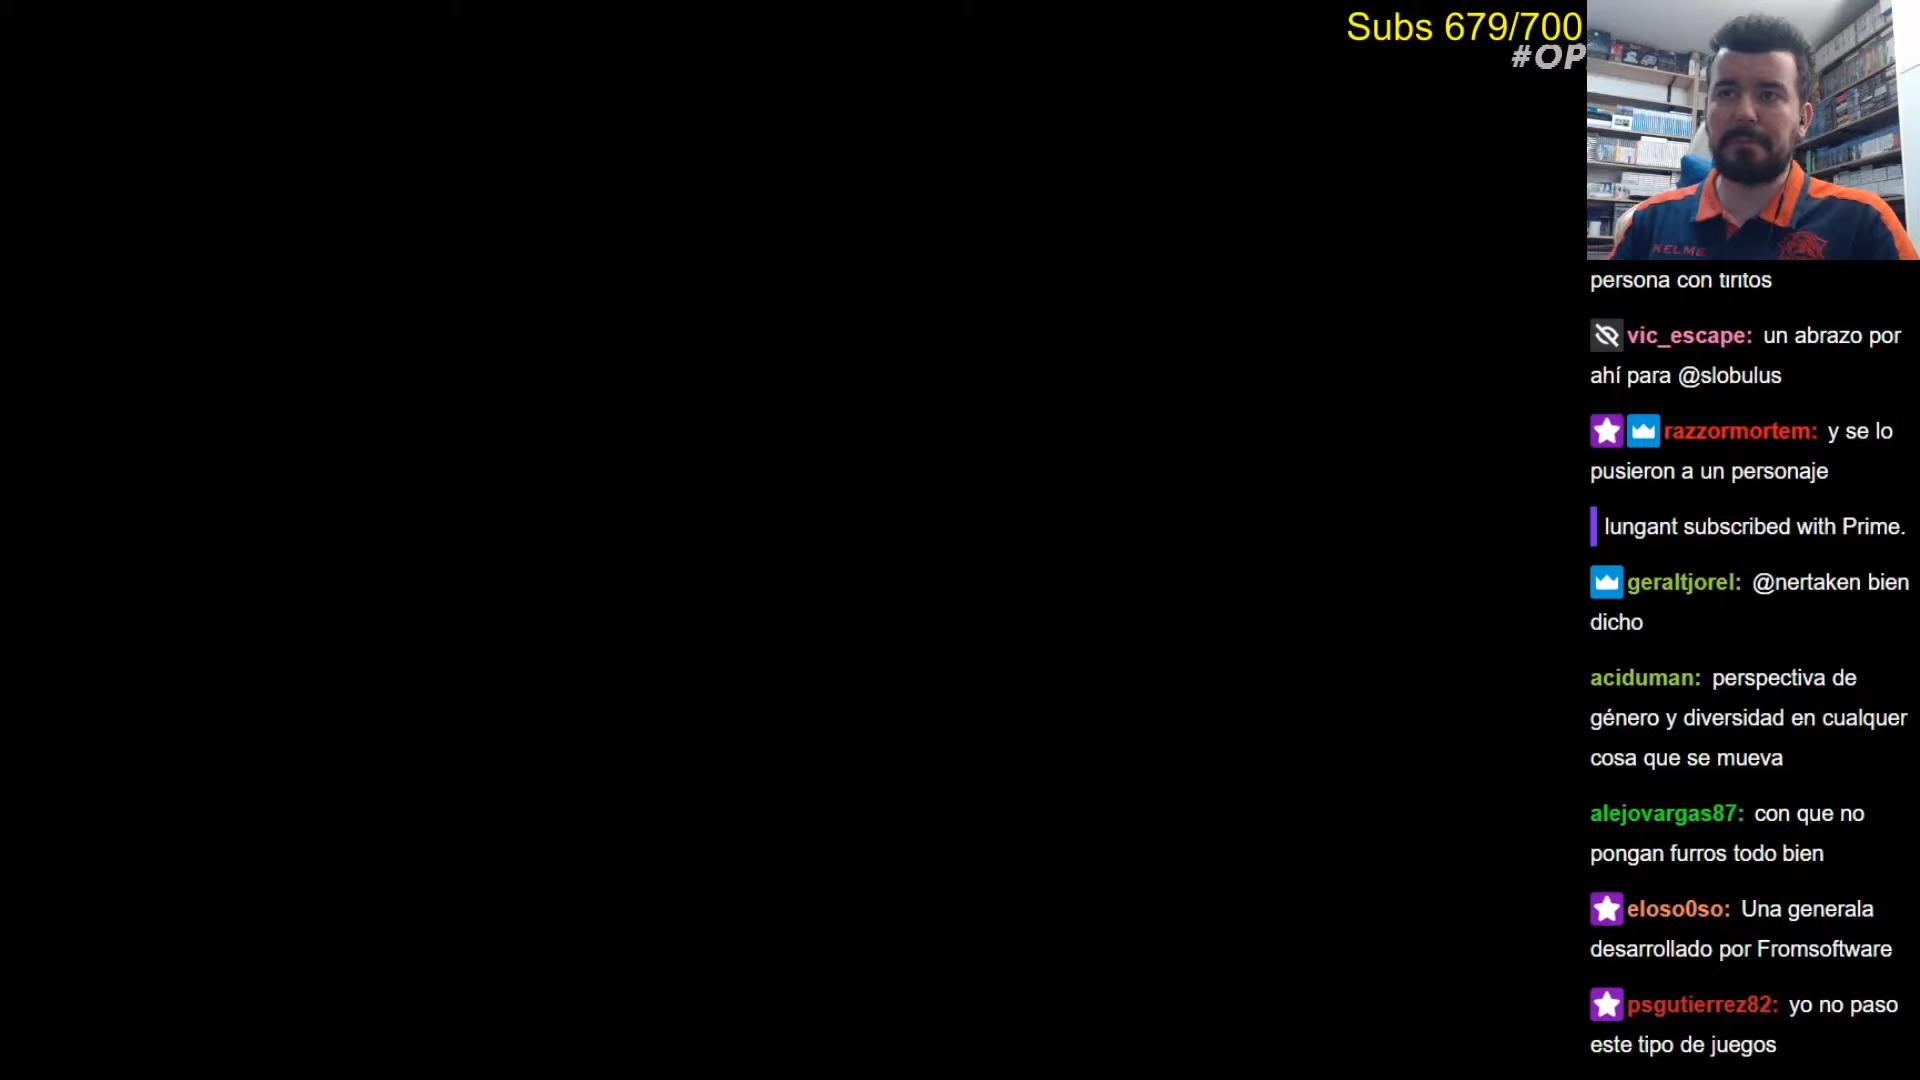 Subs 679/700
#OP
KELME
persona con tiritos
vic_escape: un abrazo por
ahí para @slobulus
razzormortem: y se lo
pusieron a un personaje
lungant subscribed with Prime.
geraltjorel: @nertaken bien
dicho
aciduman: perspectiva de
género y diversidad en cualquer
cosa que se mueva
alejovargas87: con que no
pongan furros todo bien
eloso0so: Una generala
desarrollado por Fromsoftware
psgutierrez82: yo no paso
este tipo de juegos